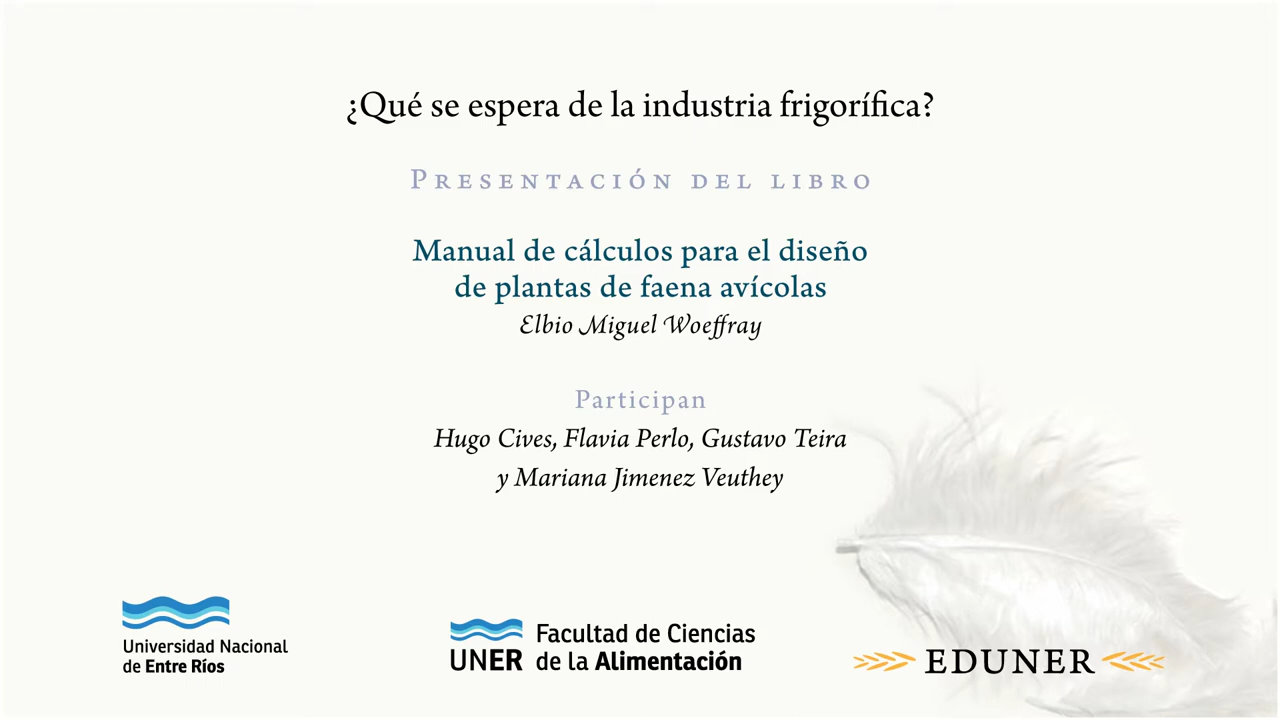 ¿Qué se espera de la industria frigorífica?
Presentación del libro
Manual de cálculos para el diseño
de plantas de faena avícolas
Elbio Miguel Woeffray
Participan
Hugo Cives, Flavia Perlo, Gustavo Teira
y Mariana Jimenez Veuthey
Universidad Nacional
de Entre Ríos
UNER
Facultad de Ciencias
de la Alimentación
EDUNER